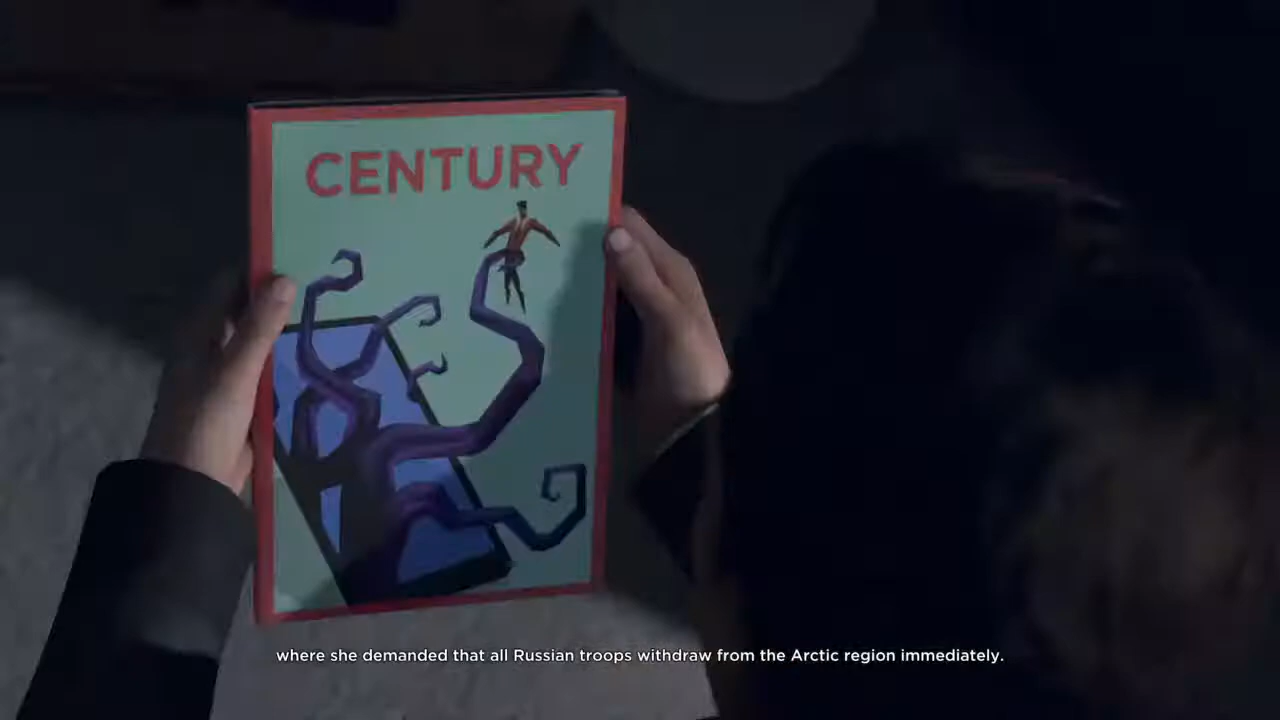 CENTURY
where she demanded that all Russian troops withdraw from the Arctic region immediately.